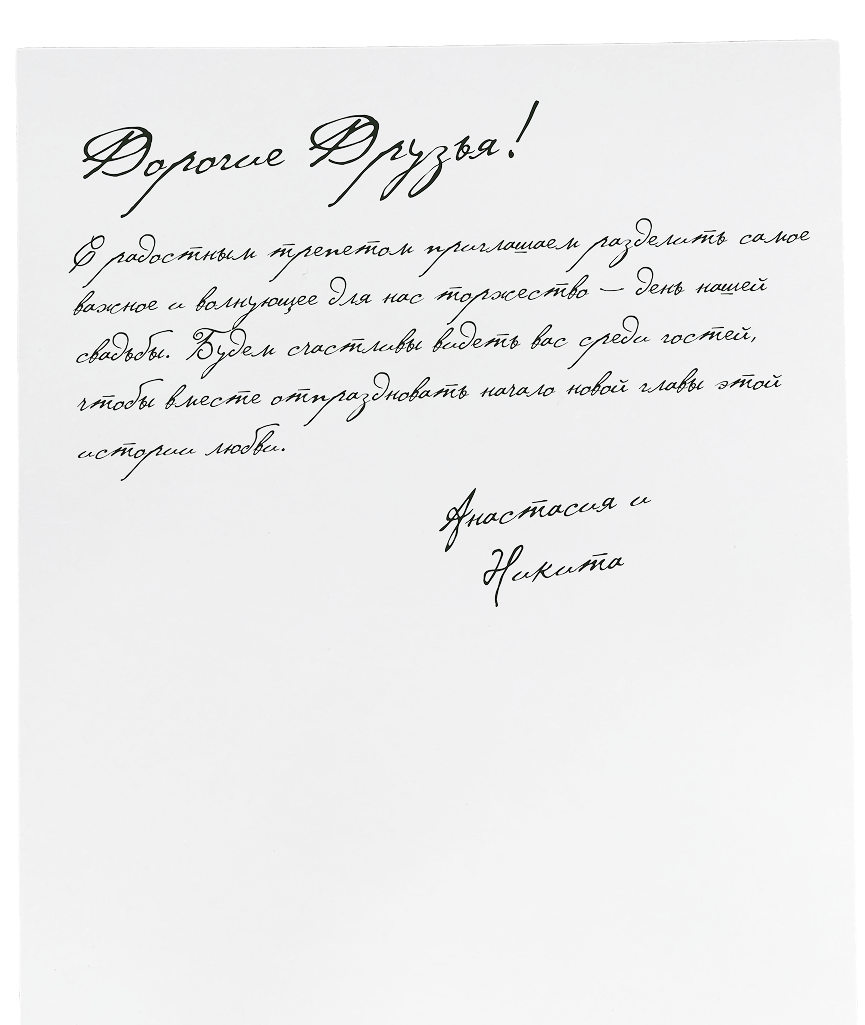 Дорогие Друзья!
С радостным трепетом приглашаем разделить самое
важное и волнующее для нас торжество — день нашей
свадьбы. Будем счастливы видеть вас среди гостей,
чтобы вместе отпраздновать начало новой главы этой
истории любви.
Анастасия и
Никита